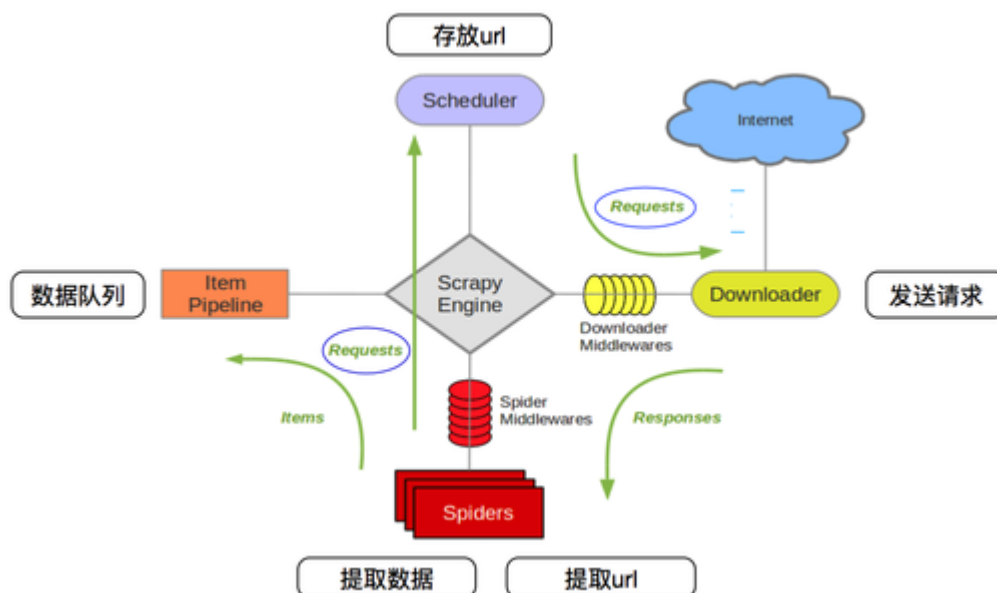 存放url
Scheduler
Internet
Requests
数据队列
Item
Pipeline
Scrapy
Engine
Downloader
发送请求
Downloader
Middlewares
Requests
Items
Spider
Middlewares
Responses
Spiders
提取数据
提取url